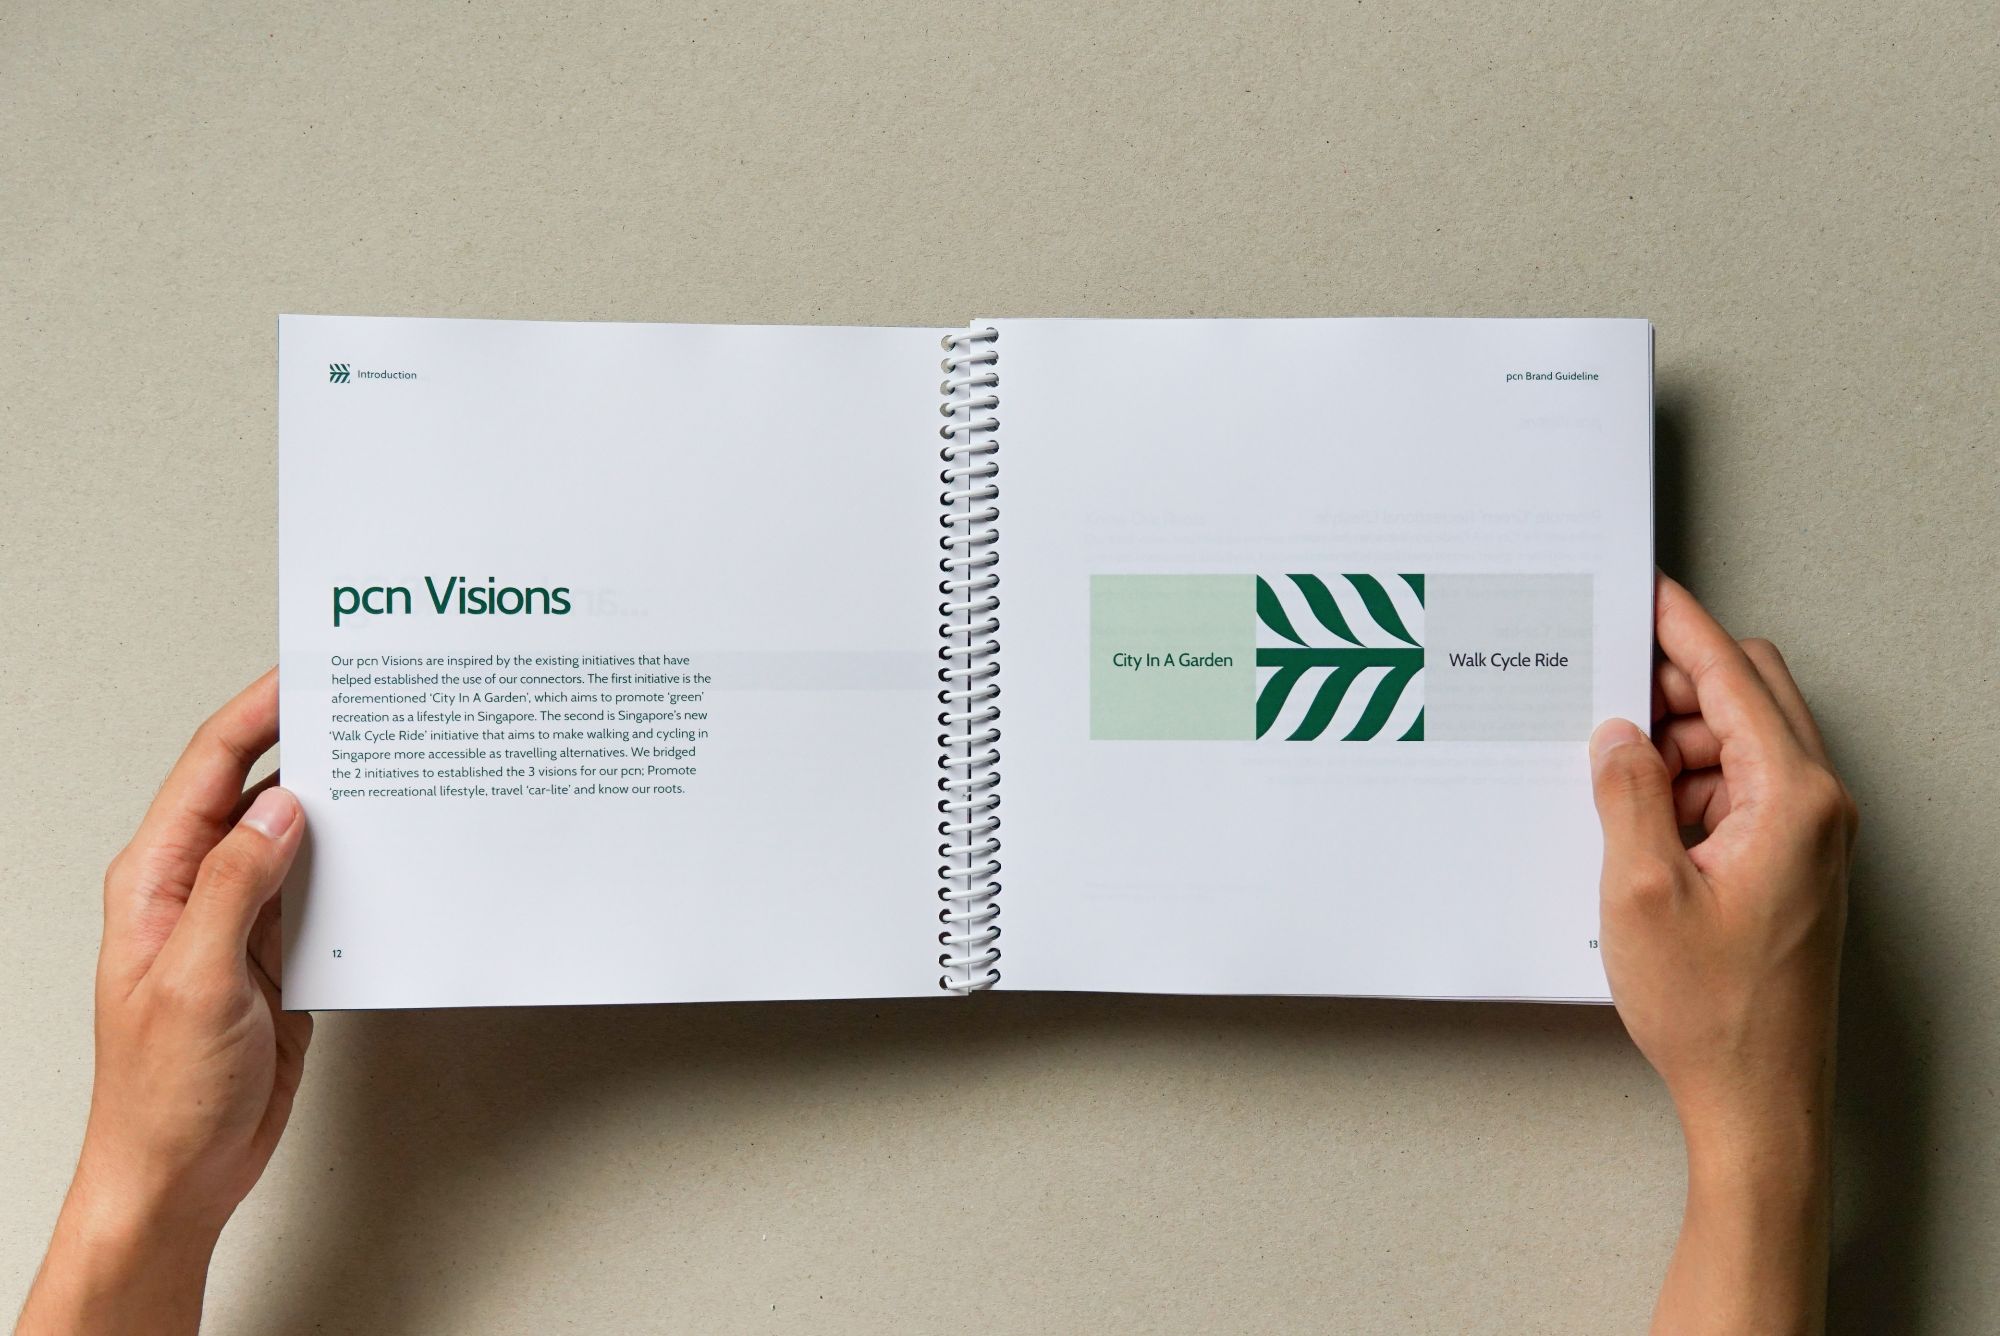 Introduction
pcn Visions
Our pcn Visions are inspired by the existing initiatives that have
helped established the use of our connectors. The first initiative is the
aforementioned ‘City In A Garden’, which aims to promote ‘green’
recreation as a lifestyle in Singapore. The second is Singapore’s new
‘Walk Cycle Ride’ initiative that aims to make walking and cycling in
Singapore more accessible as travelling alternatives. We bridged
the 2 initiatives to established the 3 visions for our pcn; Promote
‘green recreational lifestyle, travel ‘car-lite’ and know our roots.
12
pcn Brand Guideline
City In A Garden
Walk Cycle Ride
13